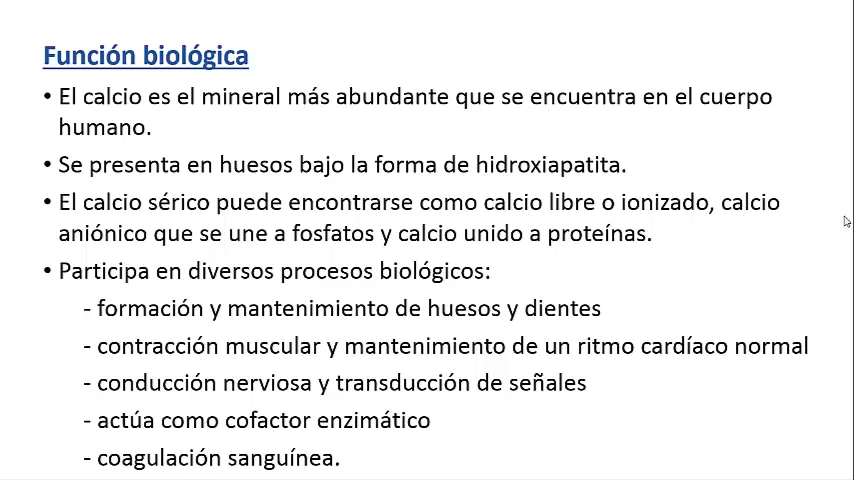 Función biológica
• El calcio es el mineral más abundante que se encuentra en el cuerpo
humano.
• Se presenta en huesos bajo la forma de hidroxiapatita.
• El calcio sérico puede encontrarse como calcio libre o ionizado, calcio
aniónico que se une a fosfatos y calcio unido a proteínas.
• Participa en diversos procesos biológicos:
- formación y mantenimiento de huesos y dientes
- contracción muscular y mantenimiento de un ritmo cardíaco normal
- conducción nerviosa y transducción de señales
- actúa como cofactor enzimático
- coagulación sanguínea.